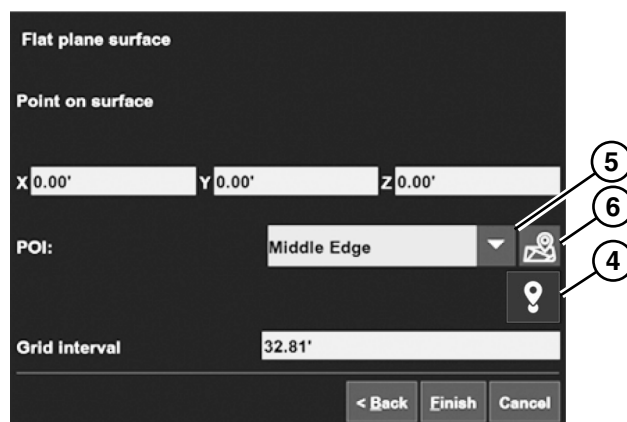 Flat plane surface
Point on surface
X 0.00' Y 0.00' Z 0.00'
5
6
POI: Middle Edge
4
Grid interval 32.81'
< Back Finish Cancel